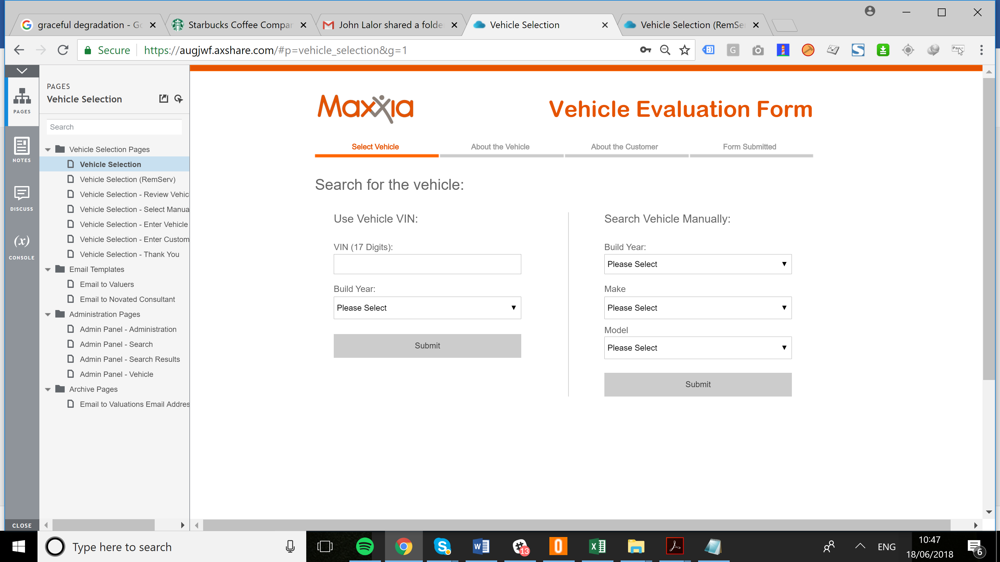 graceful degradation - Go
Starbucks Coffee Compar
John Lalor shared a folde
Vehicle Selection
Vehicle Selection (RemSer
Secure
https://augjwf.axshare.com/#p=vehicle_selection&g=1
PAGES
NOTES
DISCUSS
(x)
CONSOLE
CLOSE
PAGES
Vehicle Selection
Search
Vehicle Selection Pages
Vehicle Selection
Vehicle Selection (RemServ)
Vehicle Selection - Review Vehic
Vehicle Selection - Select Manua
Vehicle Selection - Enter Vehicle
Vehicle Selection - Enter Custom
Vehicle Selection - Thank You
Email Templates
Email to Valuers
Email to Novated Consultant
Administration Pages
Admin Panel - Administration
Admin Panel - Search
Admin Panel - Search Results
Admin Panel - Vehicle
Archive Pages
Email to Valuations Email Addres
Maxxia
Vehicle Evaluation Form
Select Vehicle
About the Vehicle
About the Customer
Form Submitted
Search for the vehicle:
Use Vehicle VIN:
VIN (17 Digits):
Build Year:
Please Select
Submit
Search Vehicle Manually:
Build Year:
Please Select
Make
Please Select
Model
Please Select
Submit
Type here to search
13
ENG
10:47
18/06/2018
6